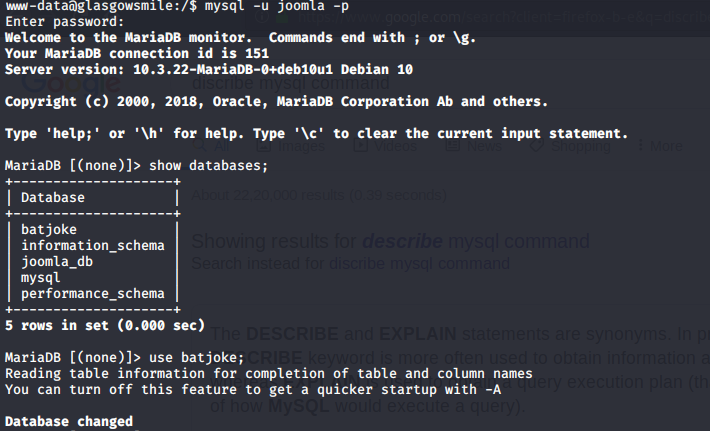 www-data@glasgowsmile:/$ mysql -u joomla -p
Enter password:
Welcome to the MariaDB monitor.  Commands end with ; or \g.
Your MariaDB connection id is 151
Server version: 10.3.22-MariaDB-0+deb10u1 Debian 10
discribe mysql command
Copyright (c) 2000, 2018, Oracle, MariaDB Corporation Ab and others.
Type 'help;' or '\h' for help. Type '\c' to clear the current input statement.
All Images Videos News Shopping More
MariaDB [(none)]> show databases;
+--------------------+
| Database           |
About 22,20,000 results (0.39 seconds)
+--------------------+
| batjoke            |
| information_schema |
Showing results for describe mysql command
| joomla_db          |
Search instead for discribe mysql command
| mysql              |
| performance_schema |
+--------------------+
5 rows in set (0.000 sec)
The DESCRIBE and EXPLAIN statements are synonyms. In
MariaDB [(none)]> use batjoke;
keyword is more often used to obtain information
Reading table information for completion of table and column names
You can turn off this feature to get a quicker startup with -A
query execution plan
of how MySQL would execute a query).
Database changed